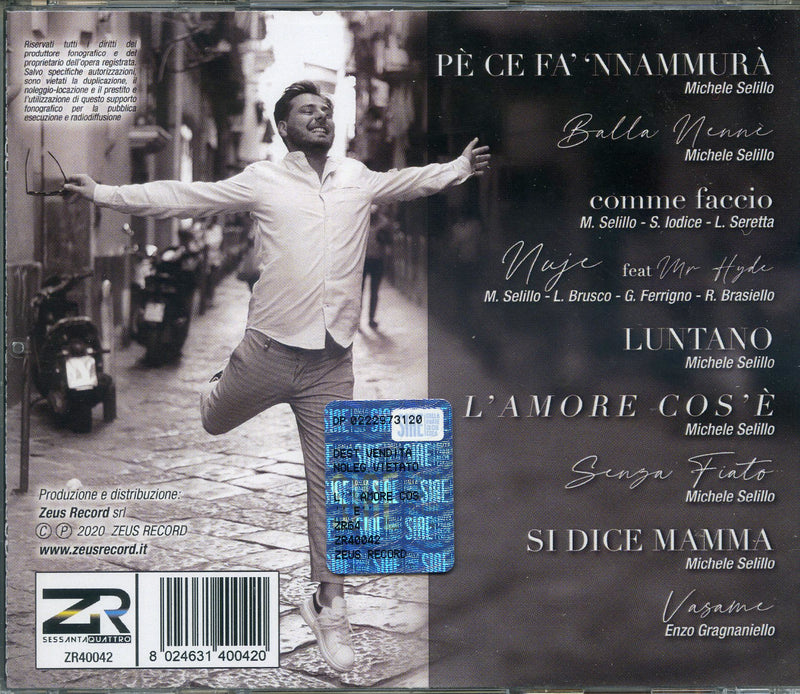 Riservati tutti i diritti del
produttore fonografico e del
proprietario dell'opera registrata.
Salvo specifiche autorizzazioni,
sono vietati la duplicazione, il
noleggio-locazione e il prestito e
l'utilizzazione di questo supporto
fonografico per la pubblica
esecuzione e radiodiffusione
PÈ CE FA' 'NNAMMURÀ
Michele Selillo
Balla Nennè
Michele Selillo
comme faccio
M. Selillo - S. Iodice - L. Seretta
Nuje feat Mr Hyde
M. Selillo - L. Brusco - G. Ferrigno - R. Brasiello
LUNTANO
Michele Selillo
L'AMORE COS'È
Michele Selillo
Senza Fiato
Michele Selillo
SI DICE MAMMA
Michele Selillo
Vasame
Enzo Gragnaniello
DP 0222973120
SIAE
DEST VENDITA
NOLEG.VIETATO
L' AMORE COS
E'
ZR64
ZR40042
ZEUS RECORD
Produzione e distribuzione:
Zeus Record srl
© ℗ 2020 ZEUS RECORD
www.zeusrecord.it
ZR
SESSANTAQUATTRO
ZR40042
8 024631 400420